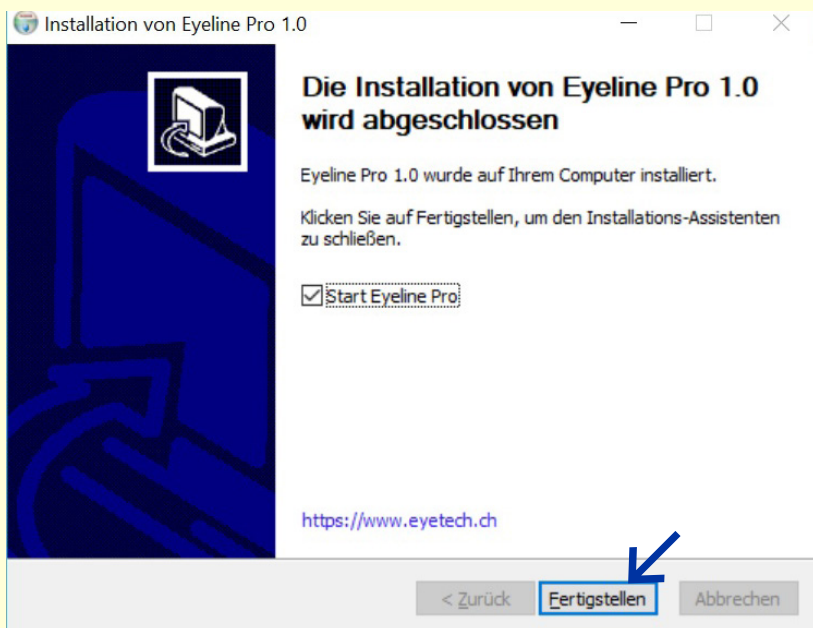 Installation von Eyeline Pro 1.0
Die Installation von Eyeline Pro 1.0
wird abgeschlossen
Eyeline Pro 1.0 wurde auf Ihrem Computer installiert.
Klicken Sie auf Fertigstellen, um den Installations-Assistenten
zu schließen.
Start Eyeline Pro
https://www.eyetech.ch
< Zurück Fertigstellen Abbrechen